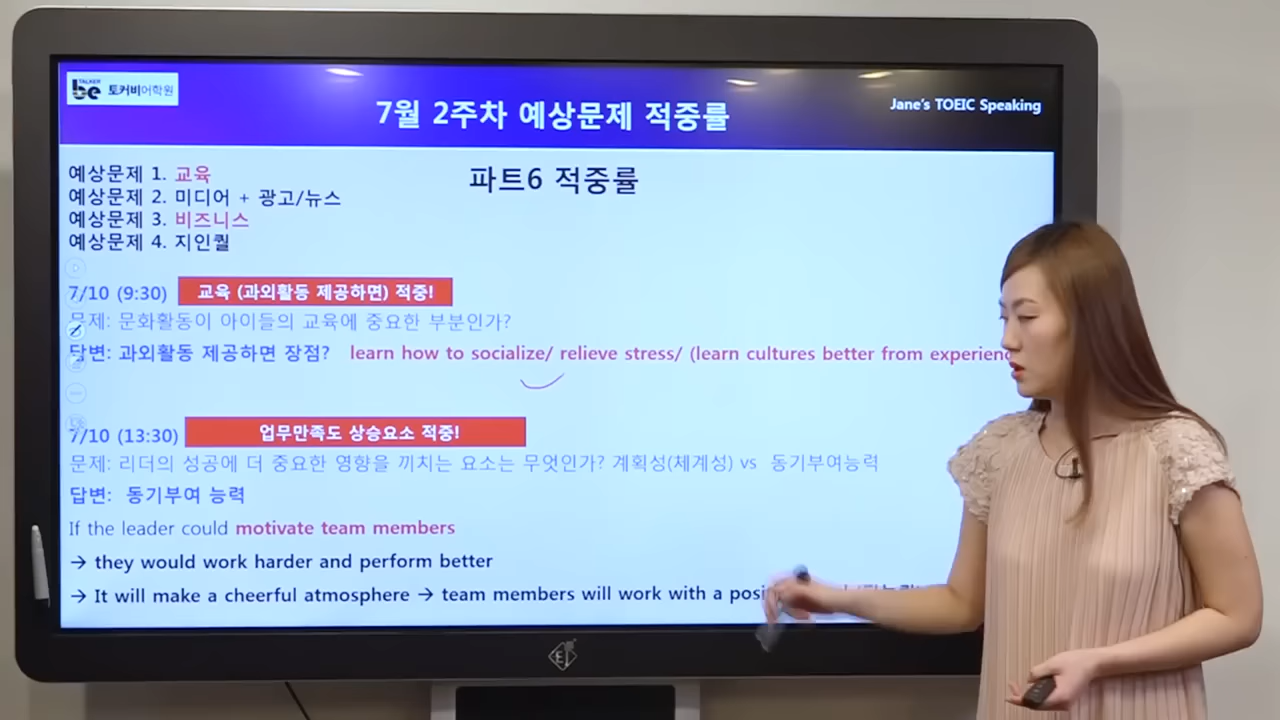 TALKER
be 토커비어학원
7월 2주차 예상문제 적중률
Jane's TOEIC Speaking
예상문제 1. 교육
예상문제 2. 미디어 + 광고/뉴스
예상문제 3. 비즈니스
예상문제 4. 지인퀄
파트6 적중률
7/10 (9:30) 교육 (과외활동 제공하면) 적중!
문제: 문화활동이 아이들의 교육에 중요한 부분인가?
답변: 과외활동 제공하면 장점? learn how to socialize/ relieve stress/ (learn cultures better from
7/10 (13:30) 업무만족도 상승요소 적중!
문제: 리더의 성공에 더 중요한 영향을 끼치는 요소는 무엇인가? 계획성(체계성) vs 동기부여능력
답변: 동기부여 능력
If the leader could motivate team members
→ they would work harder and perform better
→ It will make a cheerful atmosphere → team members will work with a